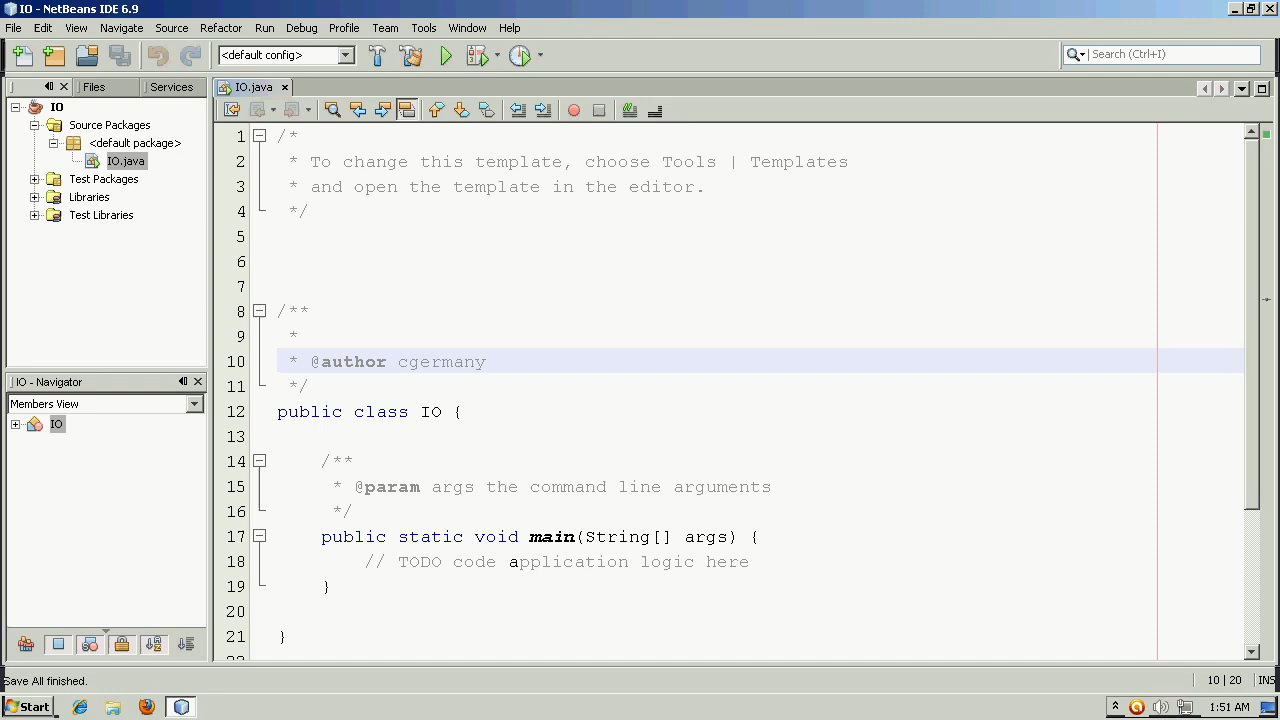 IO - NetBeans IDE 6.9
File Edit View Navigate Source Refactor Run Debug Profile Team Tools Window Help
<default config>
Search (Ctrl+I)
Files Services
IO.java
IO
Source Packages
<default package>
IO.java
Test Packages
Libraries
Test Libraries
IO - Navigator
Members View
IO
1 /*
2 * To change this template, choose Tools | Templates
3 * and open the template in the editor.
4 */
5
6
7
8 /**
9 *
10 * @author cgermany
11 */
12 public class IO {
13
14 /**
15 * @param args the command line arguments
16 */
17 public static void main(String[] args) {
18 // TODO code application logic here
19 }
20
21 }
Save All finished.
10 | 20 INS
Start
1:51 AM